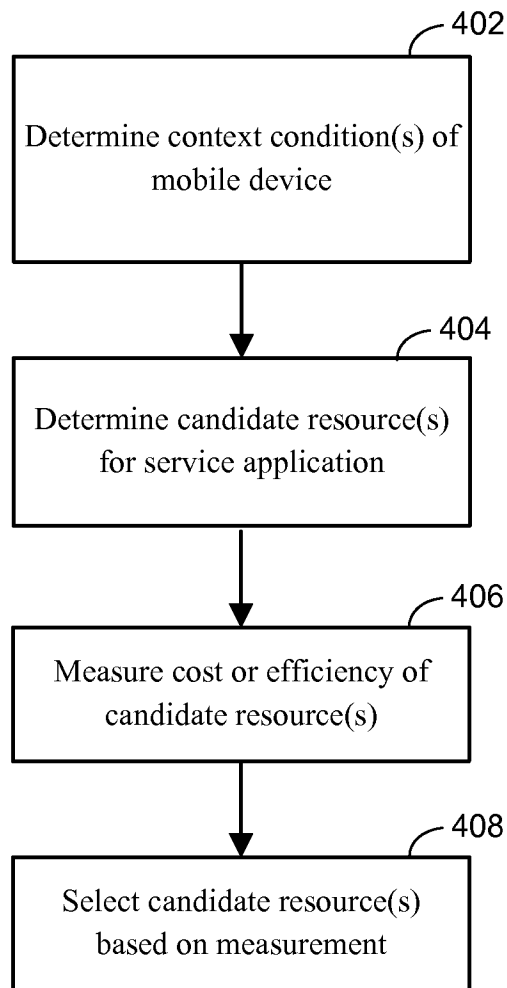 402
Determine context condition(s) of
mobile device
404
Determine candidate resource(s)
for service application
406
Measure cost or efficiency of
candidate resource(s)
408
Select candidate resource(s)
based on measurement